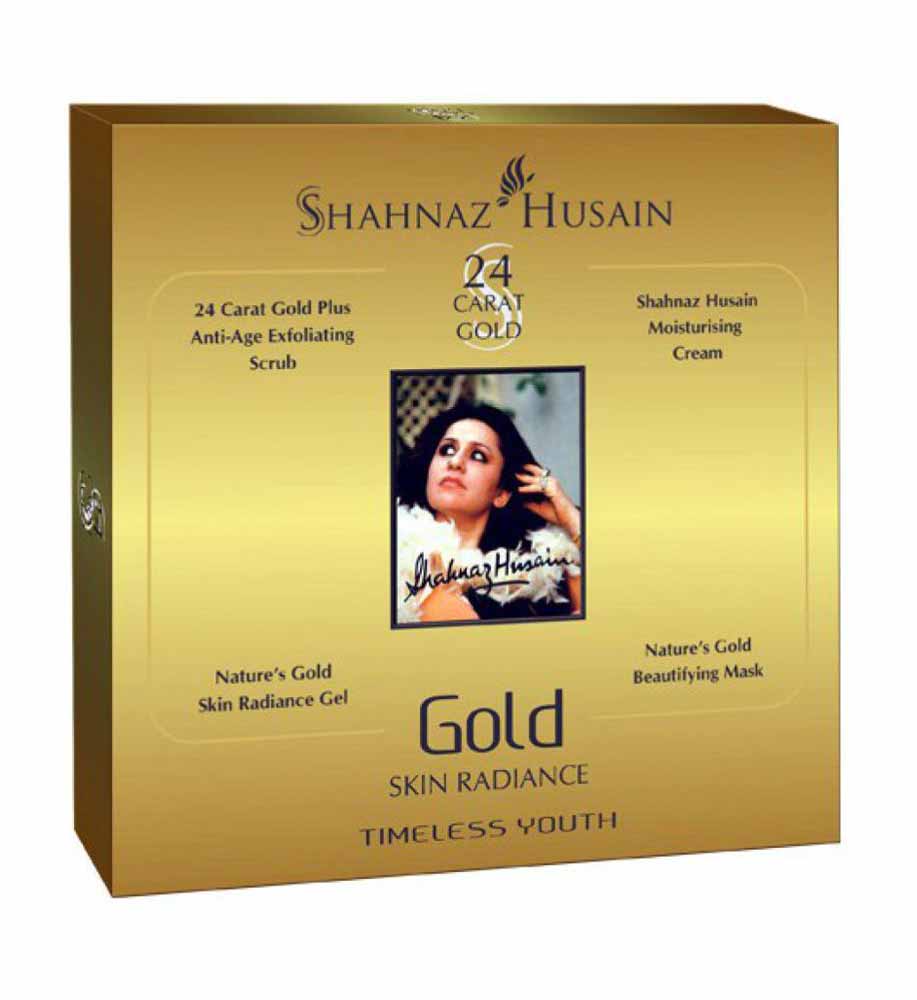 SHAHNAZ HUSAIN
24
CARAT
GOLD
24 Carat Gold Plus
Anti-Age Exfoliating
Scrub
Shahnaz Husain
Moisturising
Cream
Shahnaz Husain
Nature's Gold
Skin Radiance Gel
Nature's Gold
Beautifying Mask
Gold
SKIN RADIANCE
TIMELESS YOUTH